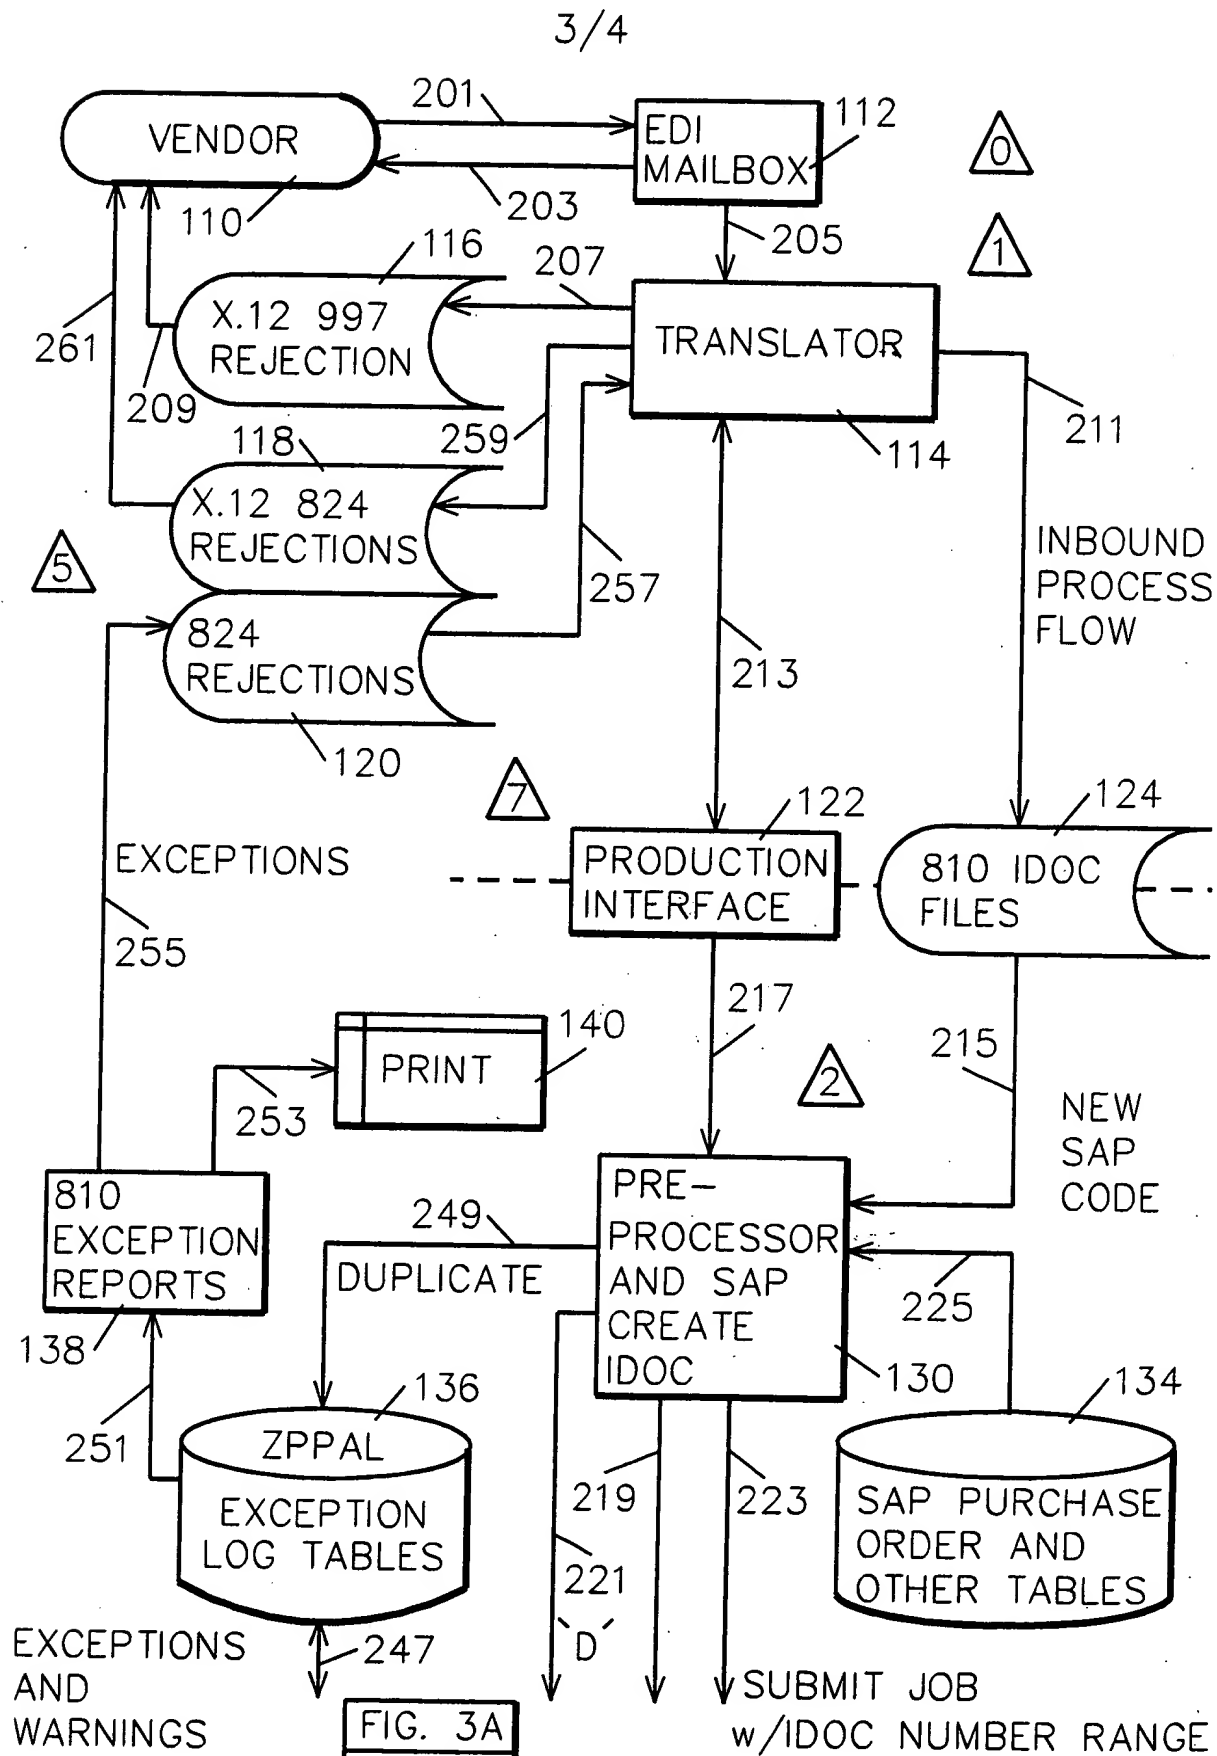 3/4
VENDOR
201
EDI
MAILBOX
112
0
203
110
205
1
116
207
X.12 997
REJECTION
TRANSLATOR
261
209
259
211
118
114
X.12 824
REJECTIONS
5
257
INBOUND
PROCESS
FLOW
824
REJECTIONS
213
120
7
122
124
EXCEPTIONS
PRODUCTION
INTERFACE
810 IDOC
FILES
255
217
140
215
PRINT
2
253
NEW
SAP
CODE
810
EXCEPTION
REPORTS
PRE-
PROCESSOR
AND SAP
CREATE
IDOC
249
DUPLICATE
225
138
136
130
134
251
ZPPAL
EXCEPTION
LOG TABLES
219
223
SAP PURCHASE
ORDER AND
OTHER TABLES
221
'D'
EXCEPTIONS
AND
WARNINGS
247
SUBMIT JOB
w/IDOC NUMBER RANGE
FIG. 3A